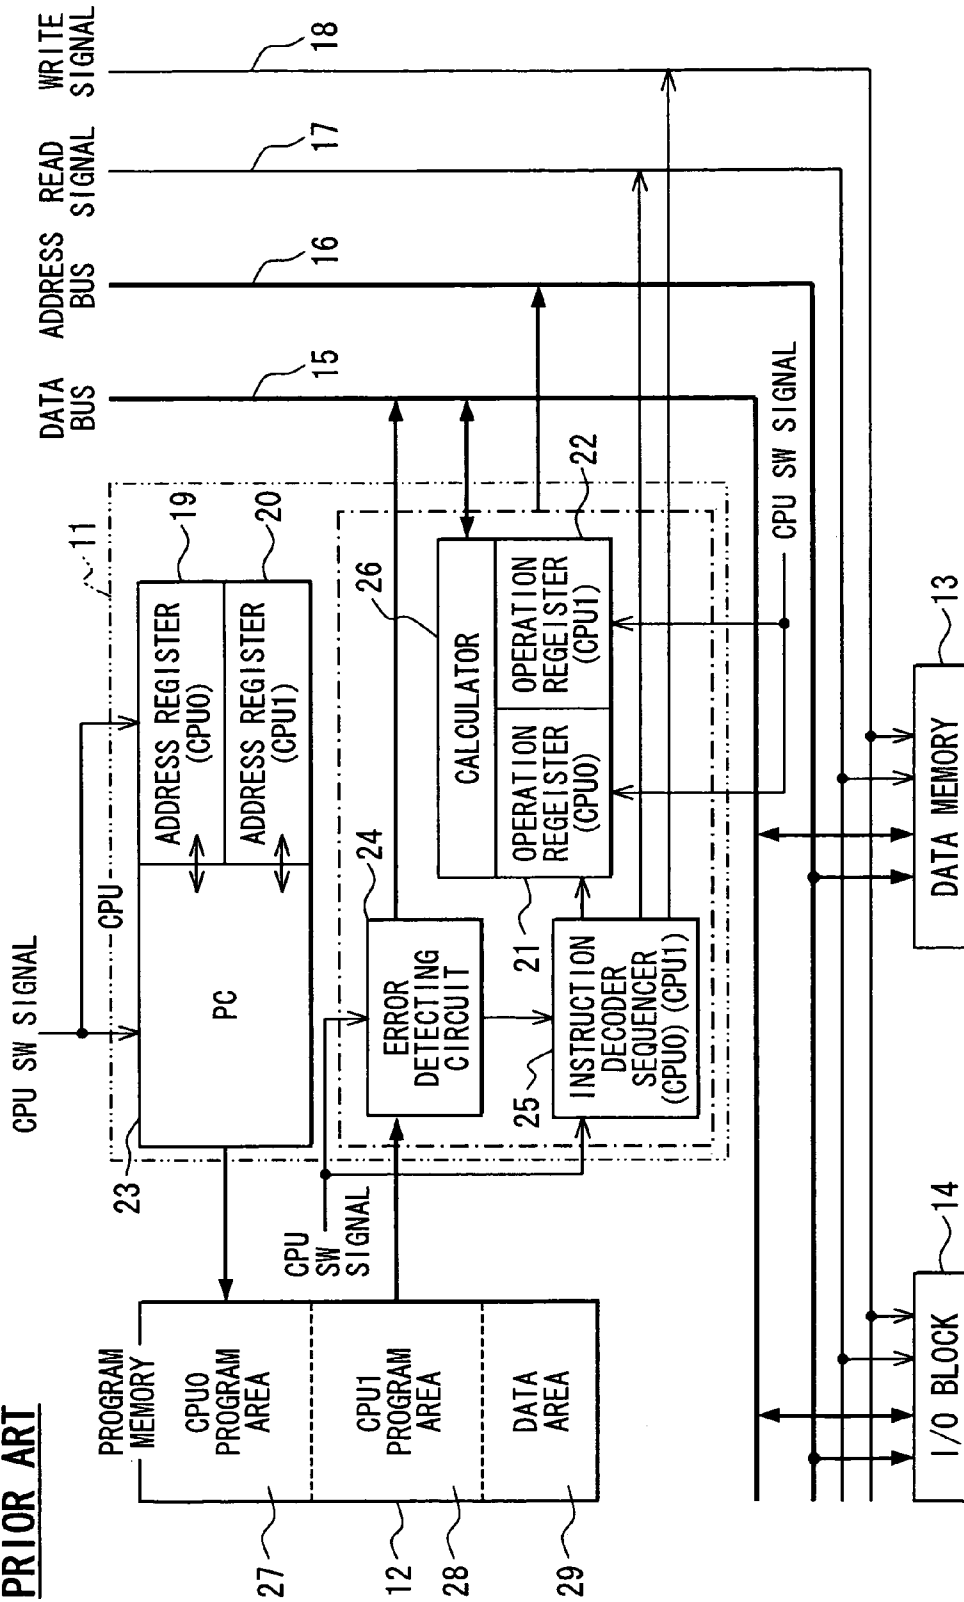 PRIOR ART
PROGRAM
MEMORY
CPU0
PROGRAM
AREA
CPU1
PROGRAM
AREA
DATA
AREA
27
12
28
29
CPU SW SIGNAL
23
CPU
11
PC
ADDRESS REGISTER
(CPU0)
ADDRESS REGISTER
(CPU1)
19
20
CPU
SW
SIGNAL
ERROR
DETECTING
CIRCUIT
24
25
INSTRUCTION
DECODER
SEQUENCER
(CPU0) (CPU1)
26
CALCULATOR
OPERATION
REGEISTER
(CPU0)
OPERATION
REGEISTER
(CPU1)
21
22
CPU SW SIGNAL
DATA
BUS
15
ADDRESS
BUS
16
READ
SIGNAL
17
WRITE
SIGNAL
18
I/O BLOCK
14
DATA MEMORY
13